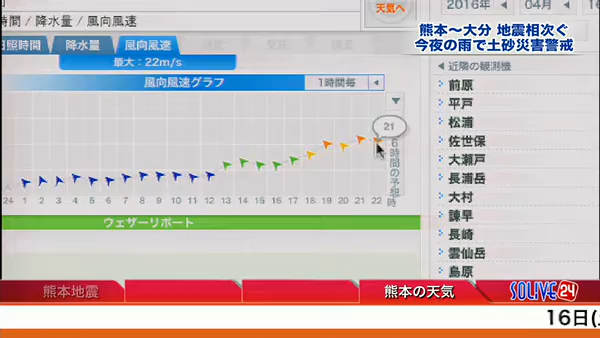 時間 / 降水量 / 風向風速
天気へ
2016年
04月
16
熊本〜大分 地震相次ぐ
今夜の雨で土砂災害警戒
日照時間
降水量
風向風速
最大：22m/s
風向風速グラフ
1時間毎
近隣の観測機
前原
平戸
松浦
佐世保
大瀬戸
長浦岳
大村
諫早
長崎
雲仙岳
島原
21
6時間の予想
24 1 2 3 4 5 6 7 8 9 10 11 12 13 14 15 16 17 18 19 20 21 22 時
ウェザーリポート
熊本地震
熊本の天気
SOLiVE24
16日(土